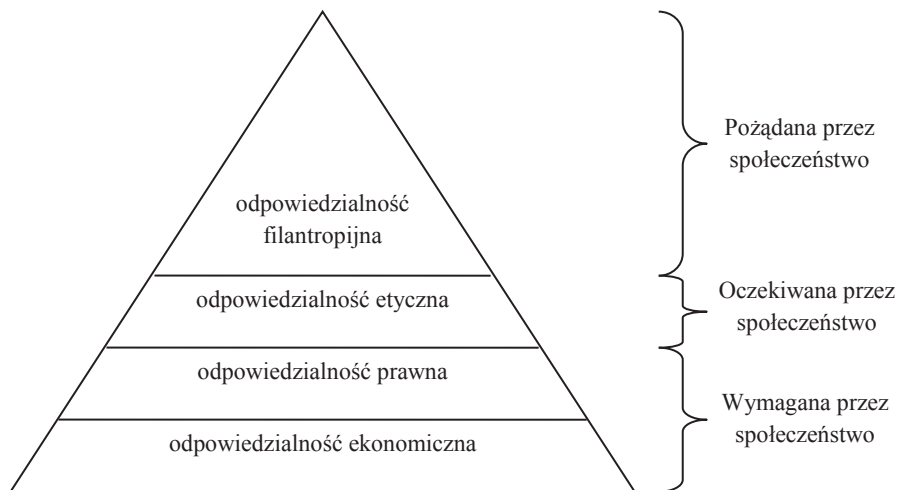 odpowiedzialność
filantropijna
odpowiedzialność etyczna
odpowiedzialność prawna
odpowiedzialność ekonomiczna
Pożądana przez
społeczeństwo
Oczekiwana przez
społeczeństwo
Wymagana przez
społeczeństwo